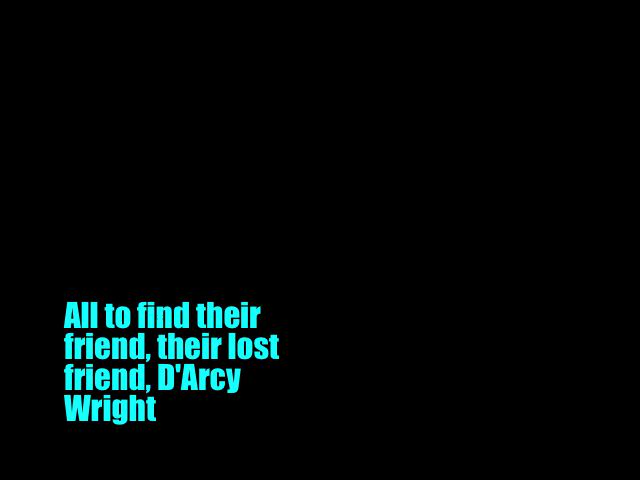 All to find their
friend, their lost
friend, D'Arcy
Wright